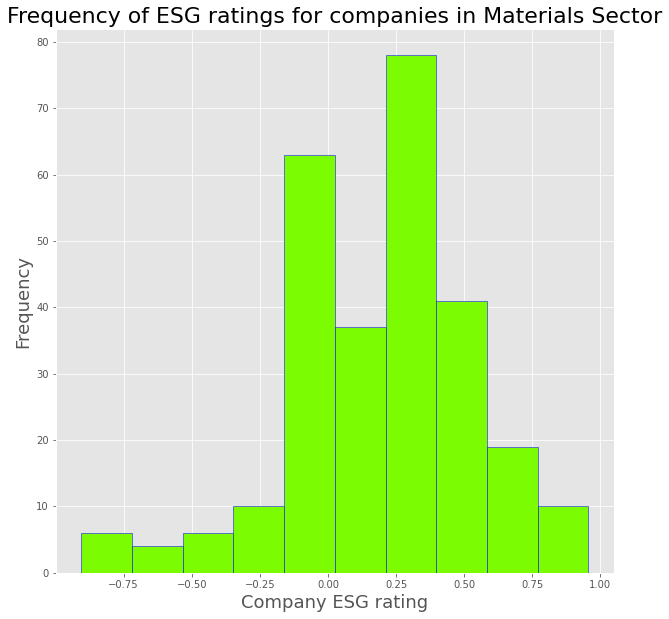 Frequency of ESG ratings for companies in Materials Sector
80
70
60
50
40
30
20
10
0
Frequency
−0.75 −0.50 −0.25 0.00 0.25 0.50 0.75 1.00
Company ESG rating